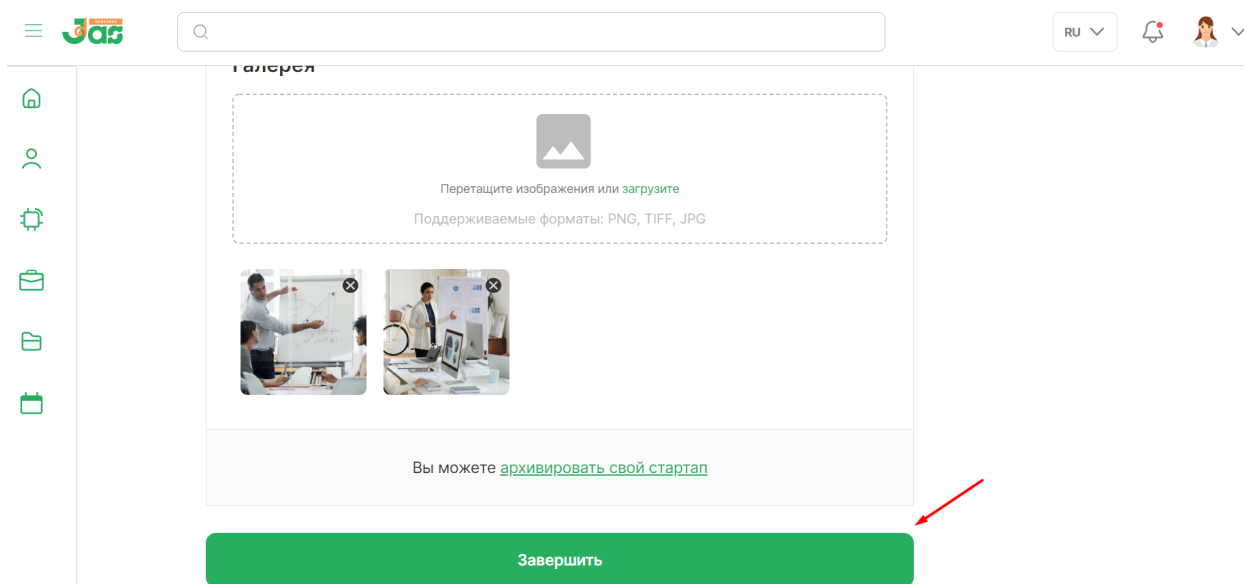 Jas
RU
Галерея
Перетащите изображения или загрузите
Поддерживаемые форматы: PNG, TIFF, JPG
Вы можете архивировать свой стартап
Завершить